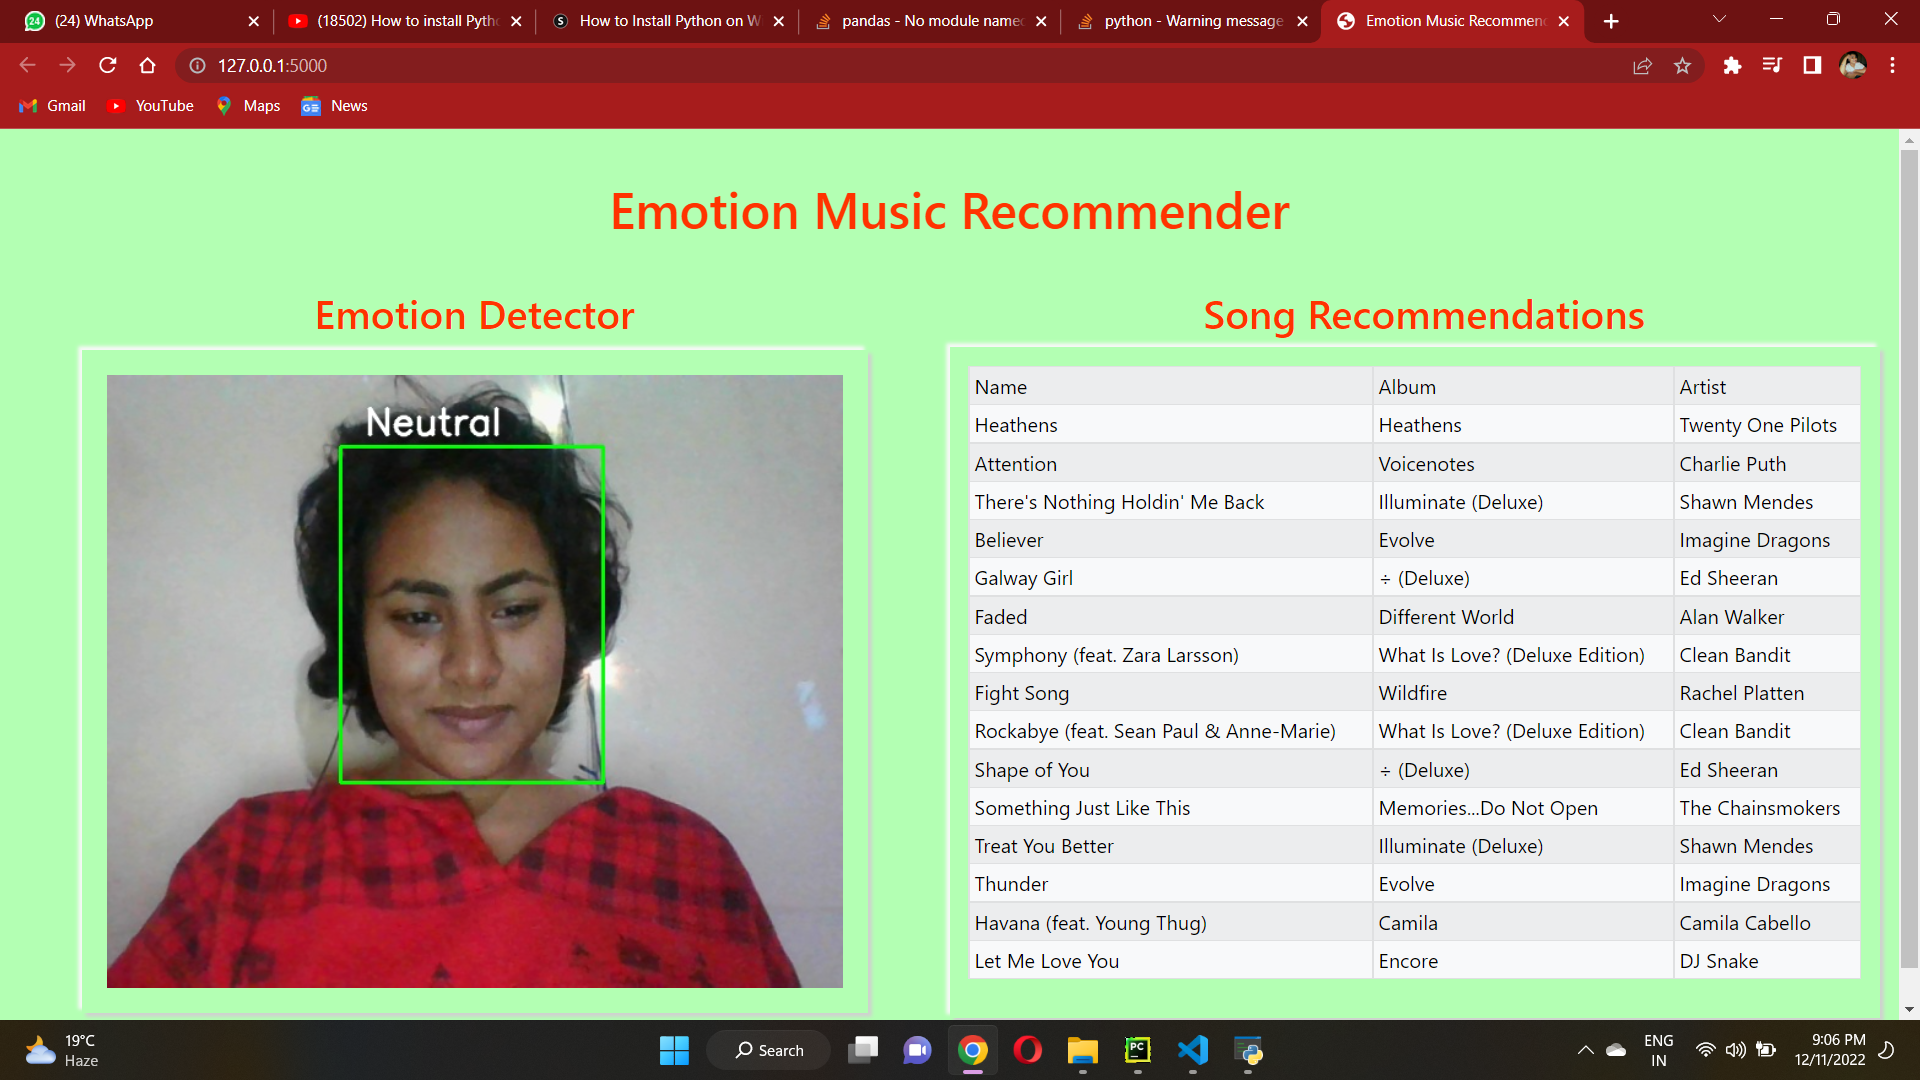 (24) WhatsApp
(18502) How to install Pytho
How to Install Python on W
pandas - No module named
python - Warning message
Emotion Music Recommen
127.0.0.1:5000
Gmail YouTube Maps News
Emotion Music Recommender
Emotion Detector
Neutral
Song Recommendations
Name Album Artist
Heathens Heathens Twenty One Pilots
Attention Voicenotes Charlie Puth
There's Nothing Holdin' Me Back Illuminate (Deluxe) Shawn Mendes
Believer Evolve Imagine Dragons
Galway Girl ÷ (Deluxe) Ed Sheeran
Faded Different World Alan Walker
Symphony (feat. Zara Larsson) What Is Love? (Deluxe Edition) Clean Bandit
Fight Song Wildfire Rachel Platten
Rockabye (feat. Sean Paul & Anne-Marie) What Is Love? (Deluxe Edition) Clean Bandit
Shape of You ÷ (Deluxe) Ed Sheeran
Something Just Like This Memories...Do Not Open The Chainsmokers
Treat You Better Illuminate (Deluxe) Shawn Mendes
Thunder Evolve Imagine Dragons
Havana (feat. Young Thug) Camila Camila Cabello
Let Me Love You Encore DJ Snake
19°C
Haze
Search
ENG
IN
9:06 PM
12/11/2022